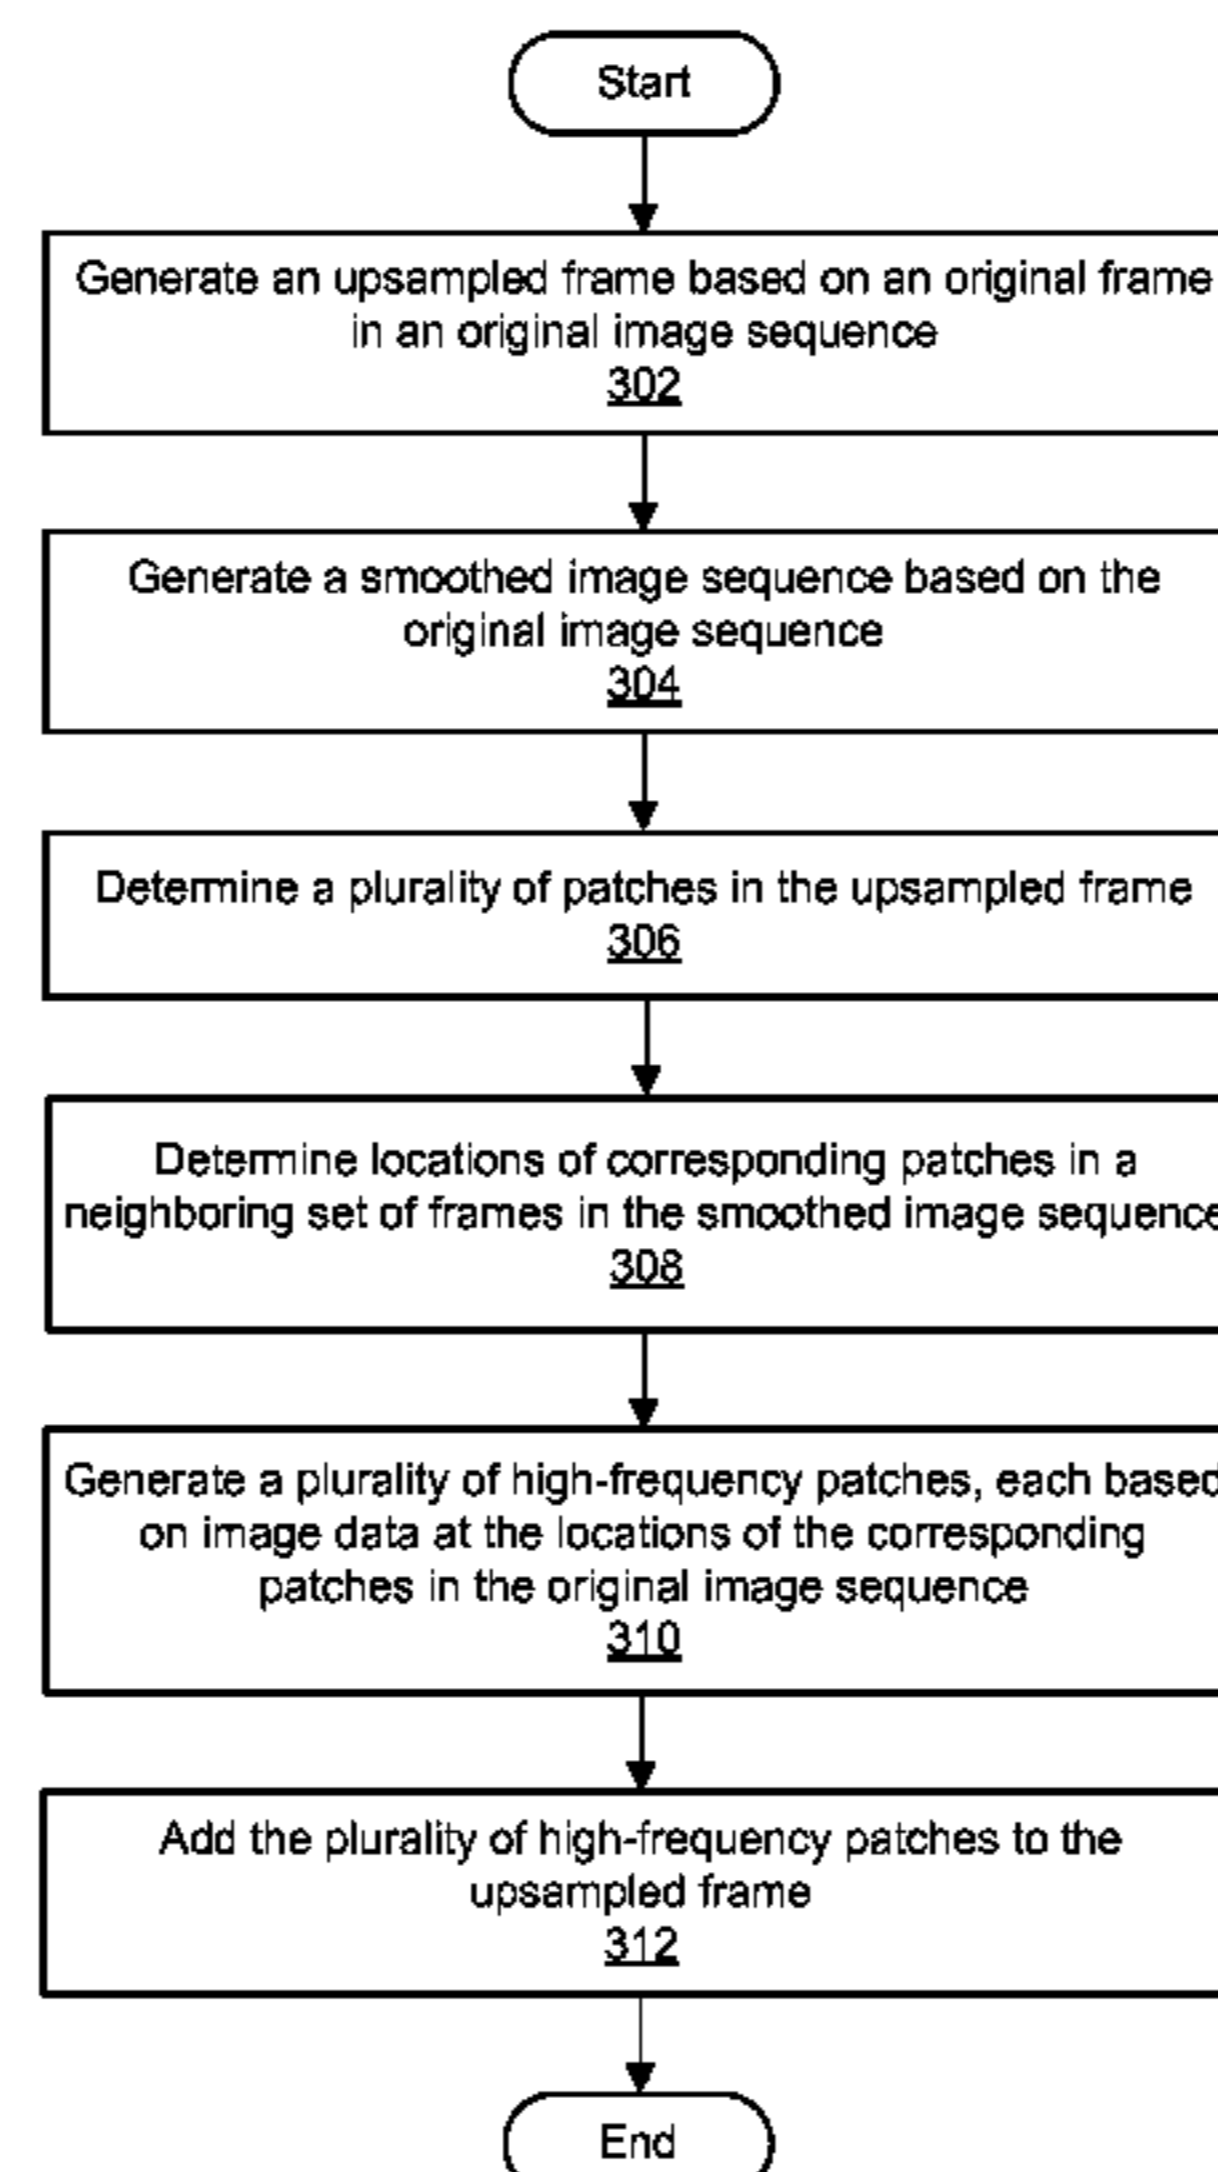 Start
Generate an upsampled frame based on an original frame
in an original image sequence
302
Generate a smoothed image sequence based on the
original image sequence
304
Determine a plurality of patches in the upsampled frame
306
Determine locations of corresponding patches in a
neighboring set of frames in the smoothed image sequence
308
Generate a plurality of high-frequency patches, each based
on image data at the locations of the corresponding
patches in the original image sequence
310
Add the plurality of high-frequency patches to the
upsampled frame
312
End